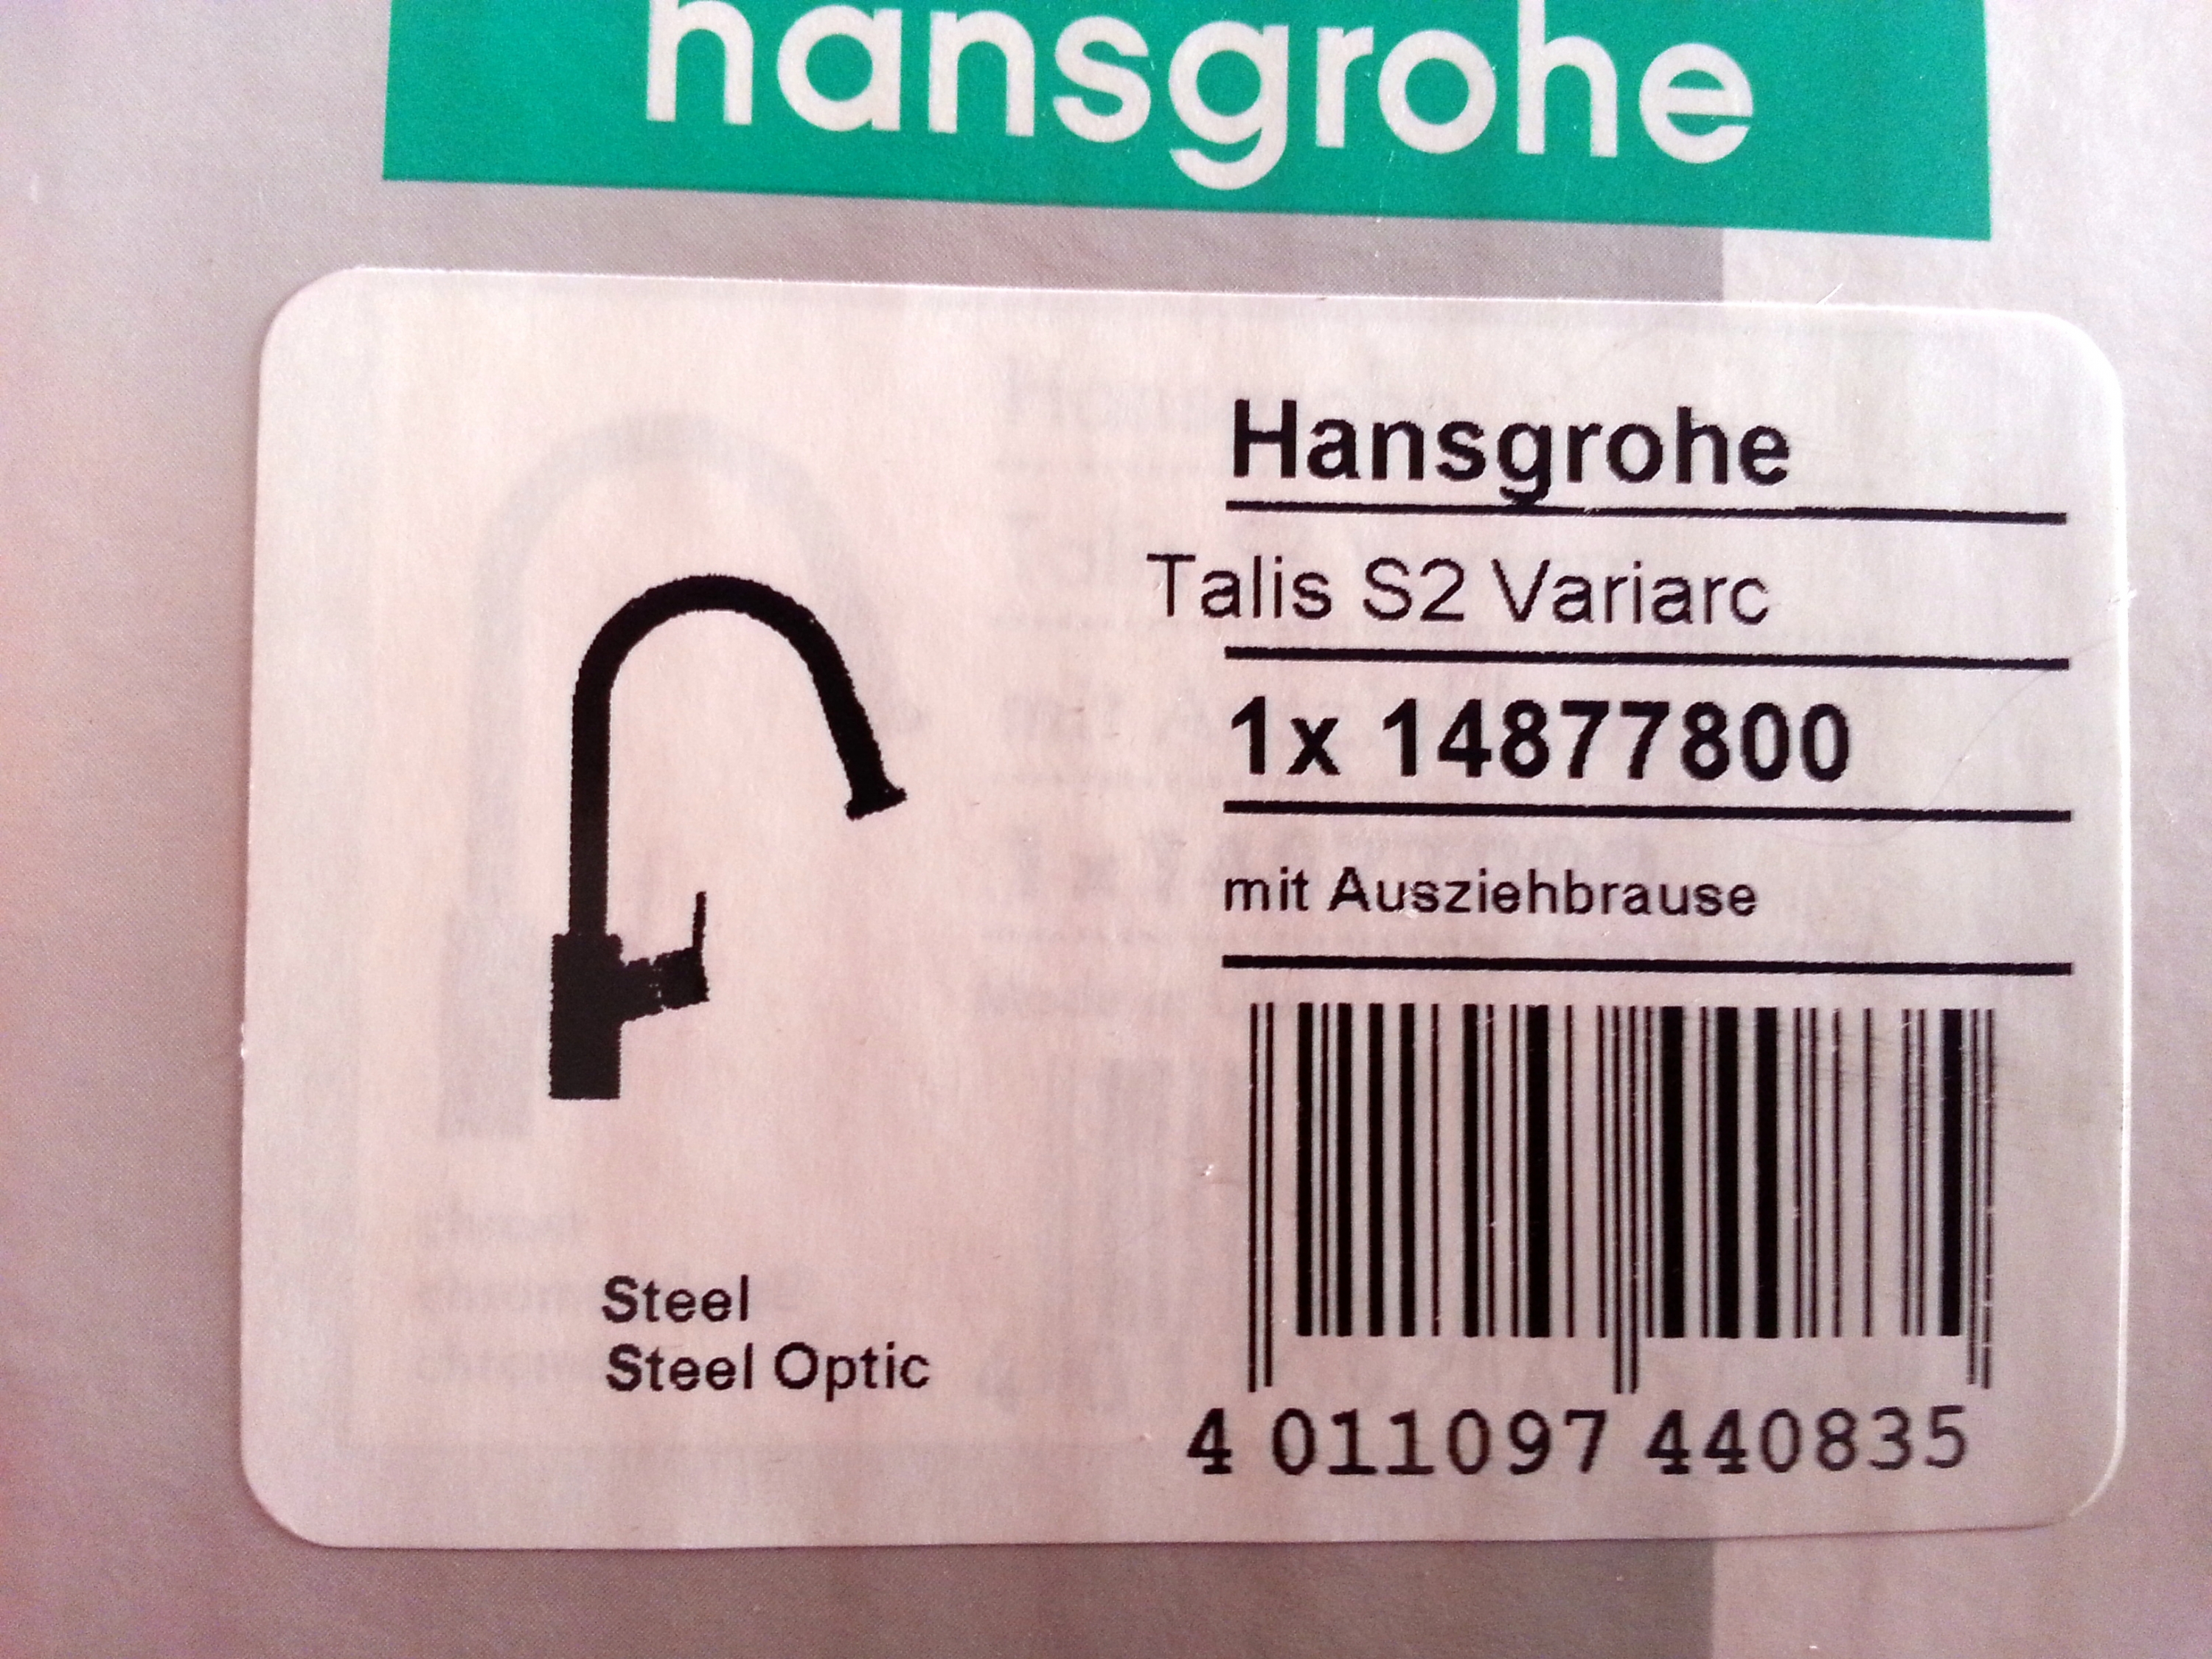 hansgrohe
Hansgrohe
Talis S2 Variarc
1x 14877800
mit Ausziehbrause
Steel
Steel Optic
4 011097 440835